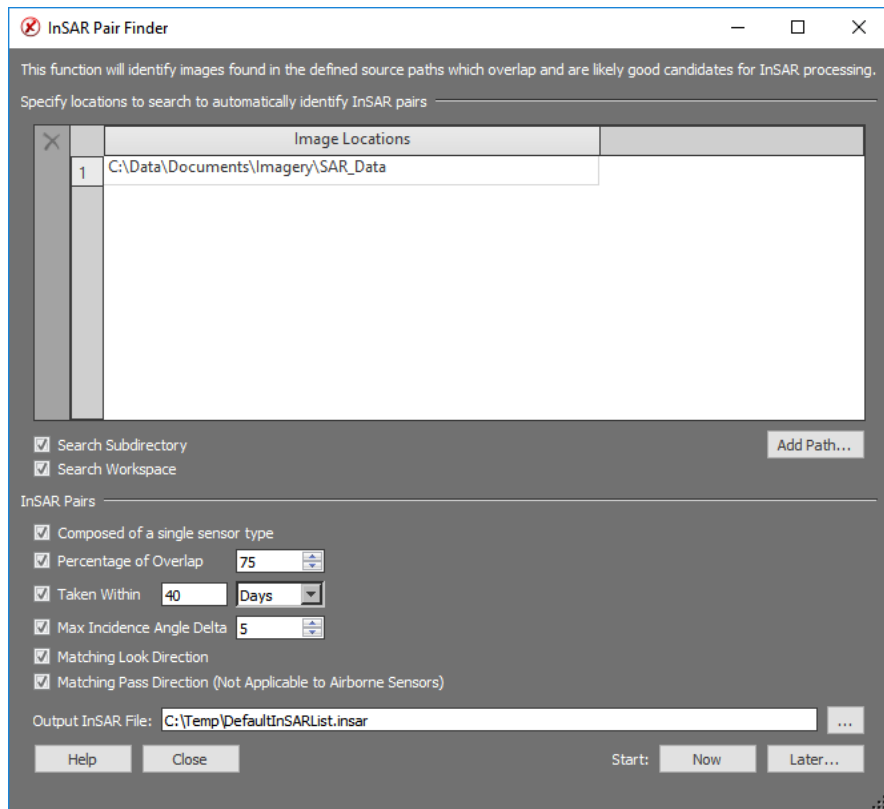 InSAR Pair Finder
This function will identify images found in the defined source paths which overlap and are likely good candidates for InSAR processing.
Specify locations to search to automatically identify InSAR pairs
Image Locations
1 C:\Data\Documents\Imagery\SAR_Data
Search Subdirectory Add Path...
Search Workspace
InSAR Pairs
Composed of a single sensor type
Percentage of Overlap 75
Taken Within 40 Days
Max Incidence Angle Delta 5
Matching Look Direction
Matching Pass Direction (Not Applicable to Airborne Sensors)
Output InSAR File: C:\Temp\DefaultInSARList.insar ...
Help Close Start: Now Later...